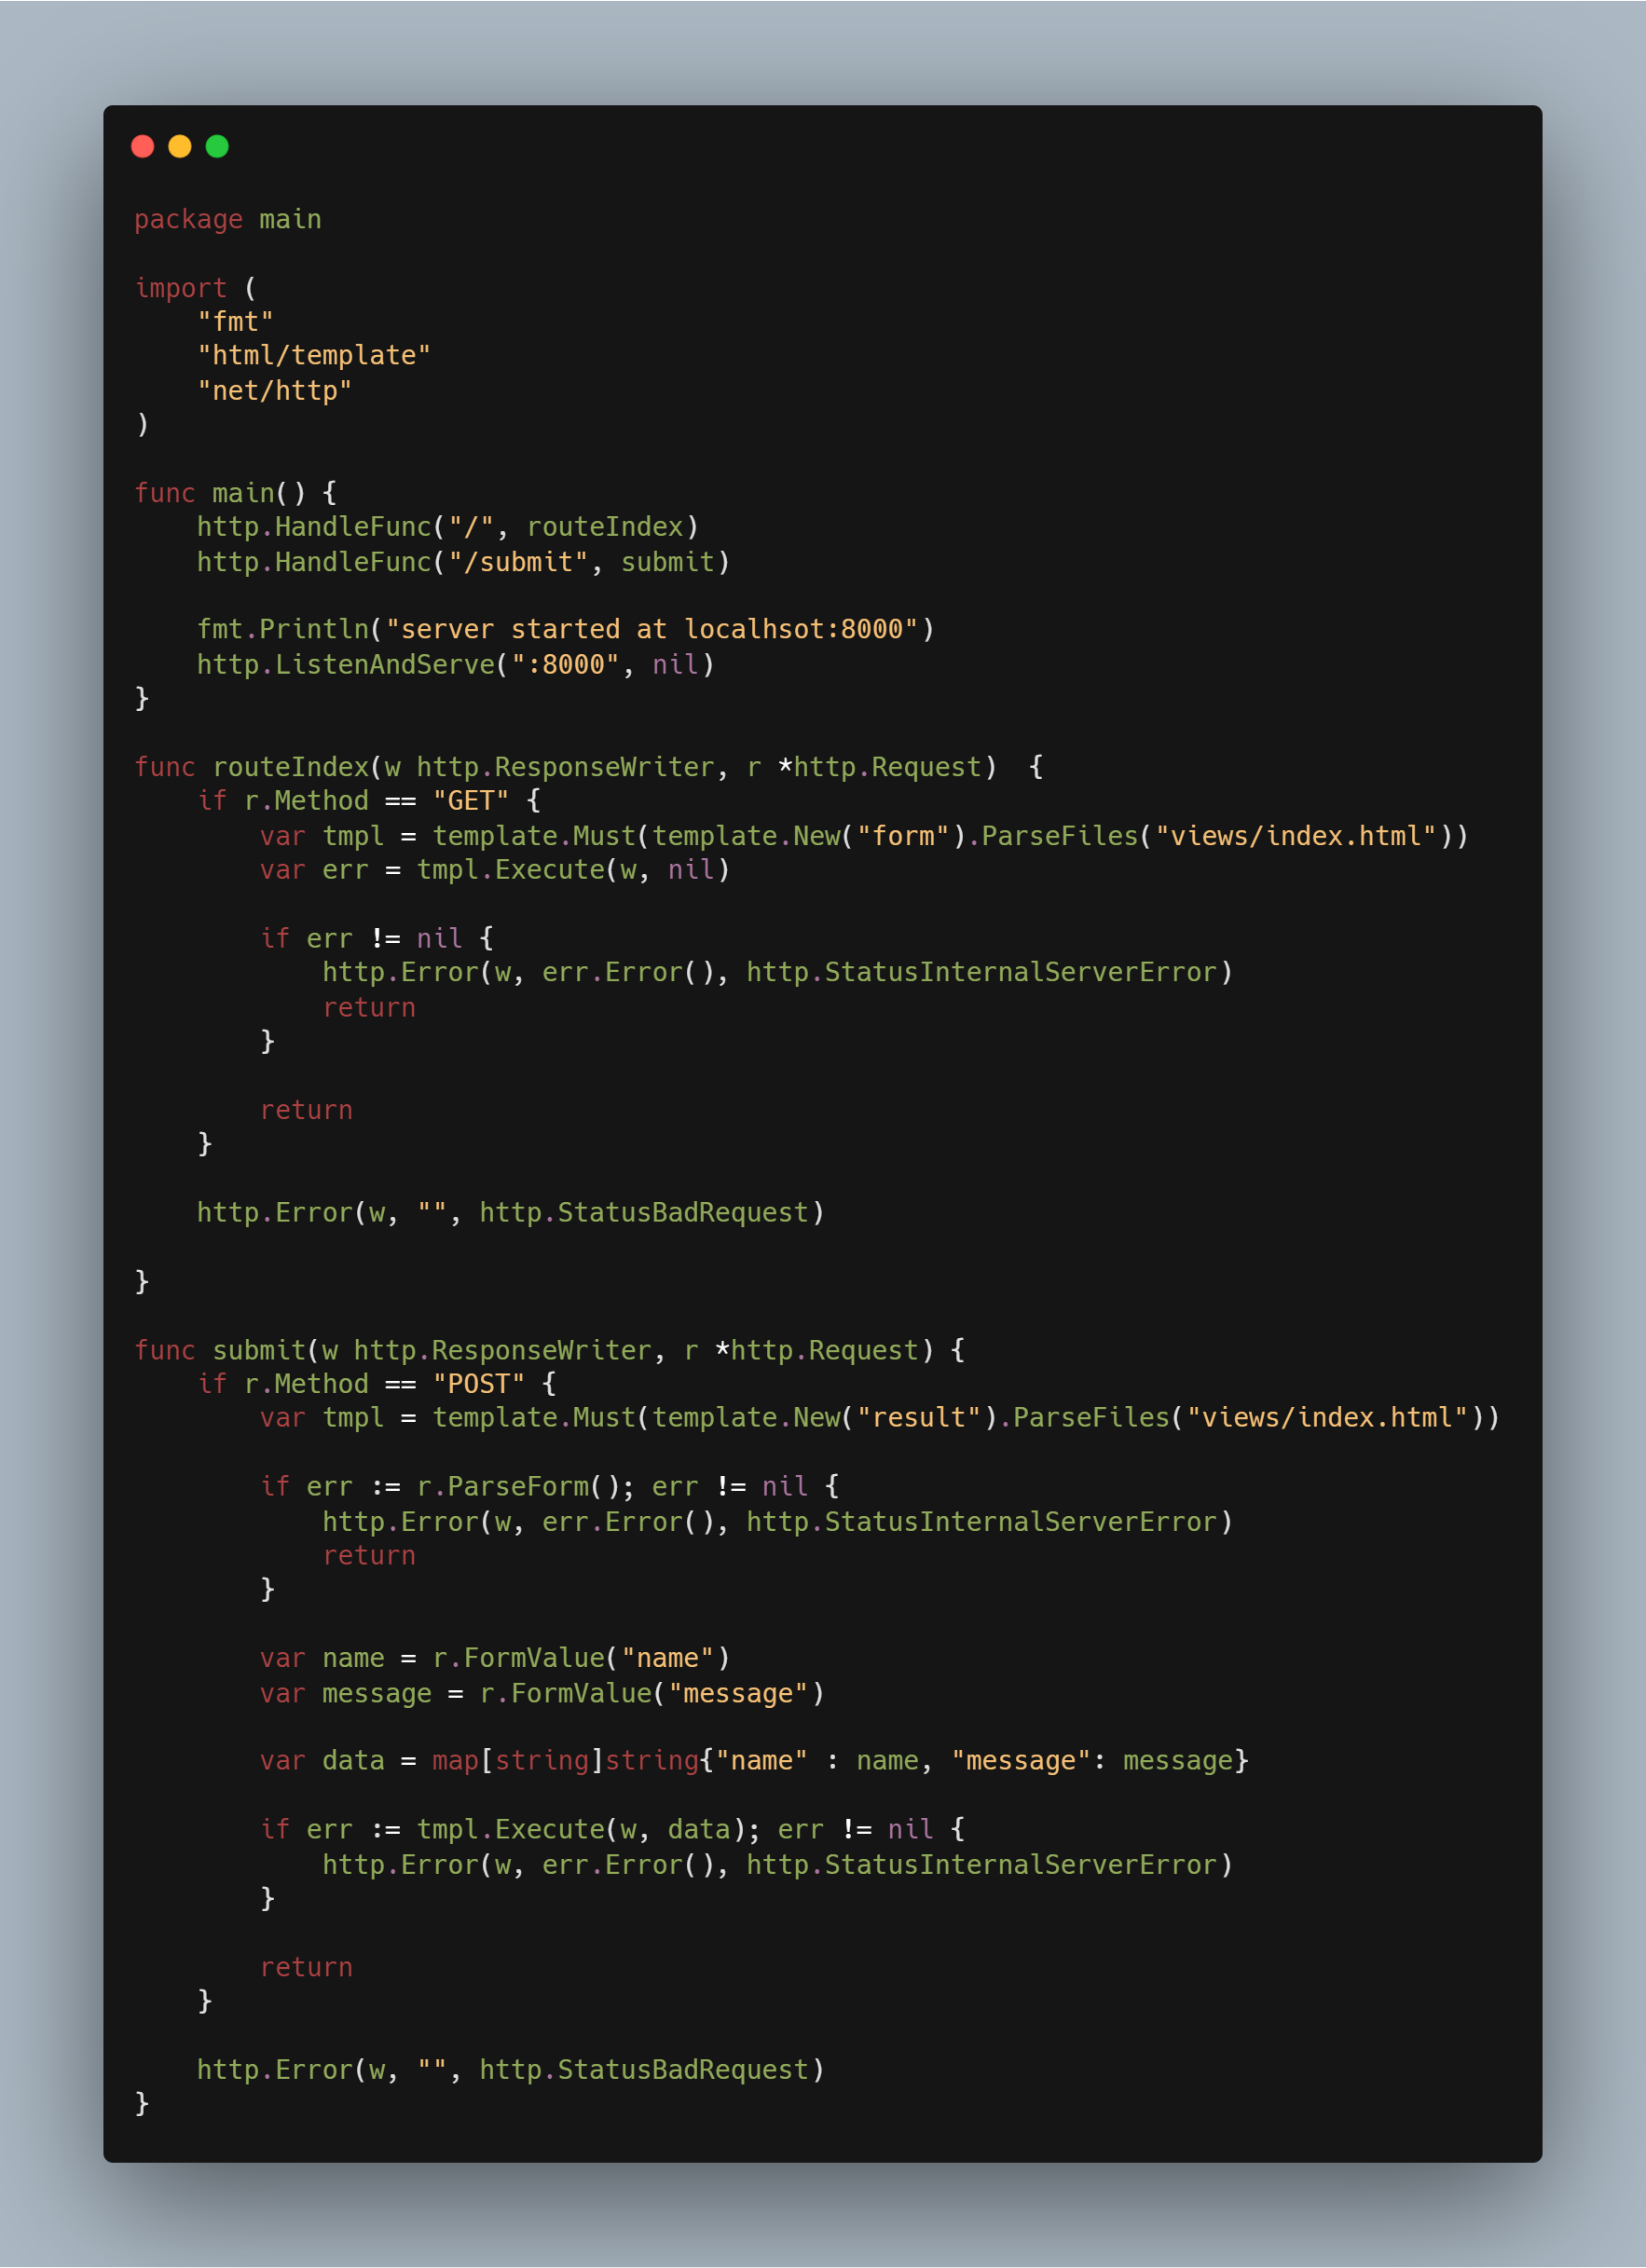 package main

import (
    "fmt"
    "html/template"
    "net/http"
)

func main() {
    http.HandleFunc("/", routeIndex)
    http.HandleFunc("/submit", submit)

    fmt.Println("server started at localhsot:8000")
    http.ListenAndServe(":8000", nil)
}

func routeIndex(w http.ResponseWriter, r *http.Request)  {
    if r.Method == "GET" {
        var tmpl = template.Must(template.New("form").ParseFiles("views/index.html"))
        var err = tmpl.Execute(w, nil)

        if err != nil {
            http.Error(w, err.Error(), http.StatusInternalServerError)
            return
        }

        return
    }

    http.Error(w, "", http.StatusBadRequest)

}

func submit(w http.ResponseWriter, r *http.Request) {
    if r.Method == "POST" {
        var tmpl = template.Must(template.New("result").ParseFiles("views/index.html"))

        if err := r.ParseForm(); err != nil {
            http.Error(w, err.Error(), http.StatusInternalServerError)
            return
        }

        var name = r.FormValue("name")
        var message = r.FormValue("message")

        var data = map[string]string{"name" : name, "message": message}

        if err := tmpl.Execute(w, data); err != nil {
            http.Error(w, err.Error(), http.StatusInternalServerError)
        }

        return
    }

    http.Error(w, "", http.StatusBadRequest)
}